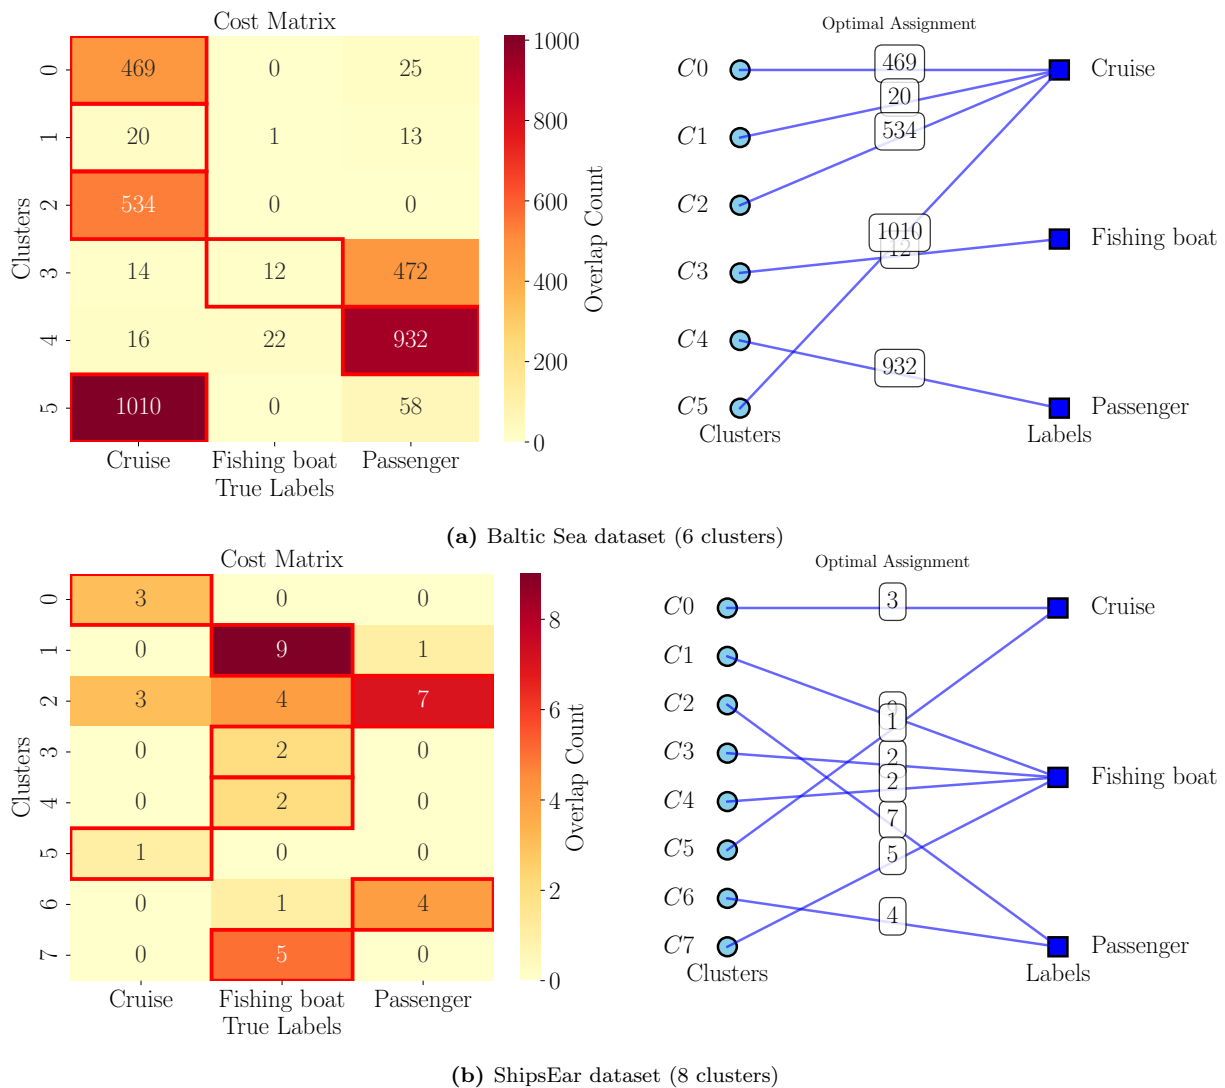 Cost Matrix
0 469 0 25
1 20 1 13
2 534 0 0
3 14 12 472
4 16 22 932
5 1010 0 58
Clusters
Cruise Fishing boat Passenger
True Labels
1000
800
600
400
200
0
Overlap Count
Optimal Assignment
C0 469 Cruise
C1 20
C2 534
1010 Fishing boat
C3 12
C4 932
C5 Passenger
Clusters Labels
(a) Baltic Sea dataset (6 clusters)
Cost Matrix
0 3 0 0
1 0 9 1
2 3 4 7
3 0 2 0
4 0 2 0
5 1 0 0
6 0 1 4
7 0 5 0
Clusters
Cruise Fishing boat Passenger
True Labels
8
6
4
2
0
Overlap Count
Optimal Assignment
C0 3 Cruise
C1
C2 1
C3 2 Fishing boat
C4 2
7
C5 5
C6 4
C7 Passenger
Clusters Labels
(b) ShipsEar dataset (8 clusters)